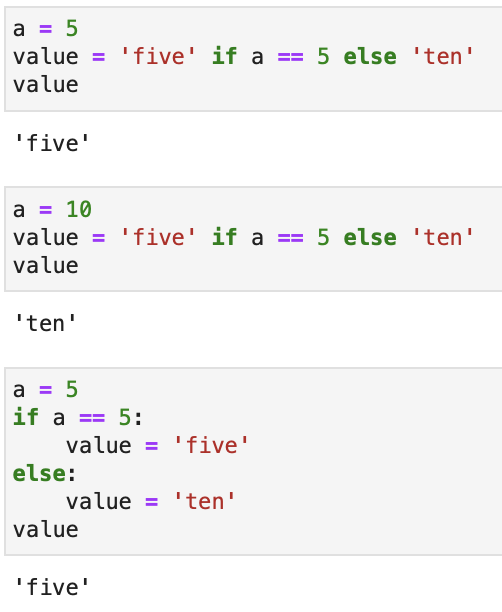 a = 5
value = 'five' if a == 5 else 'ten'
value
'five'
a = 10
value = 'five' if a == 5 else 'ten'
value
'ten'
a = 5
if a == 5:
    value = 'five'
else:
    value = 'ten'
value
'five'